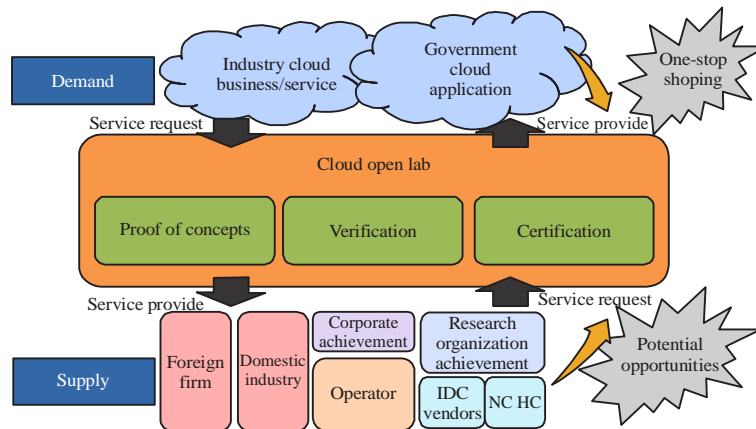 Demand
Industry cloud
business/service
Government
cloud
application
One-stop
shoping
Service request
Service provide
Cloud open lab
Proof of concepts
Verification
Certification
Service provide
Service request
Supply
Foreign
firm
Domestic
industry
Corporate
achievement
Operator
Research
organization
achievement
IDC
vendors
NC HC
Potential
opportunities